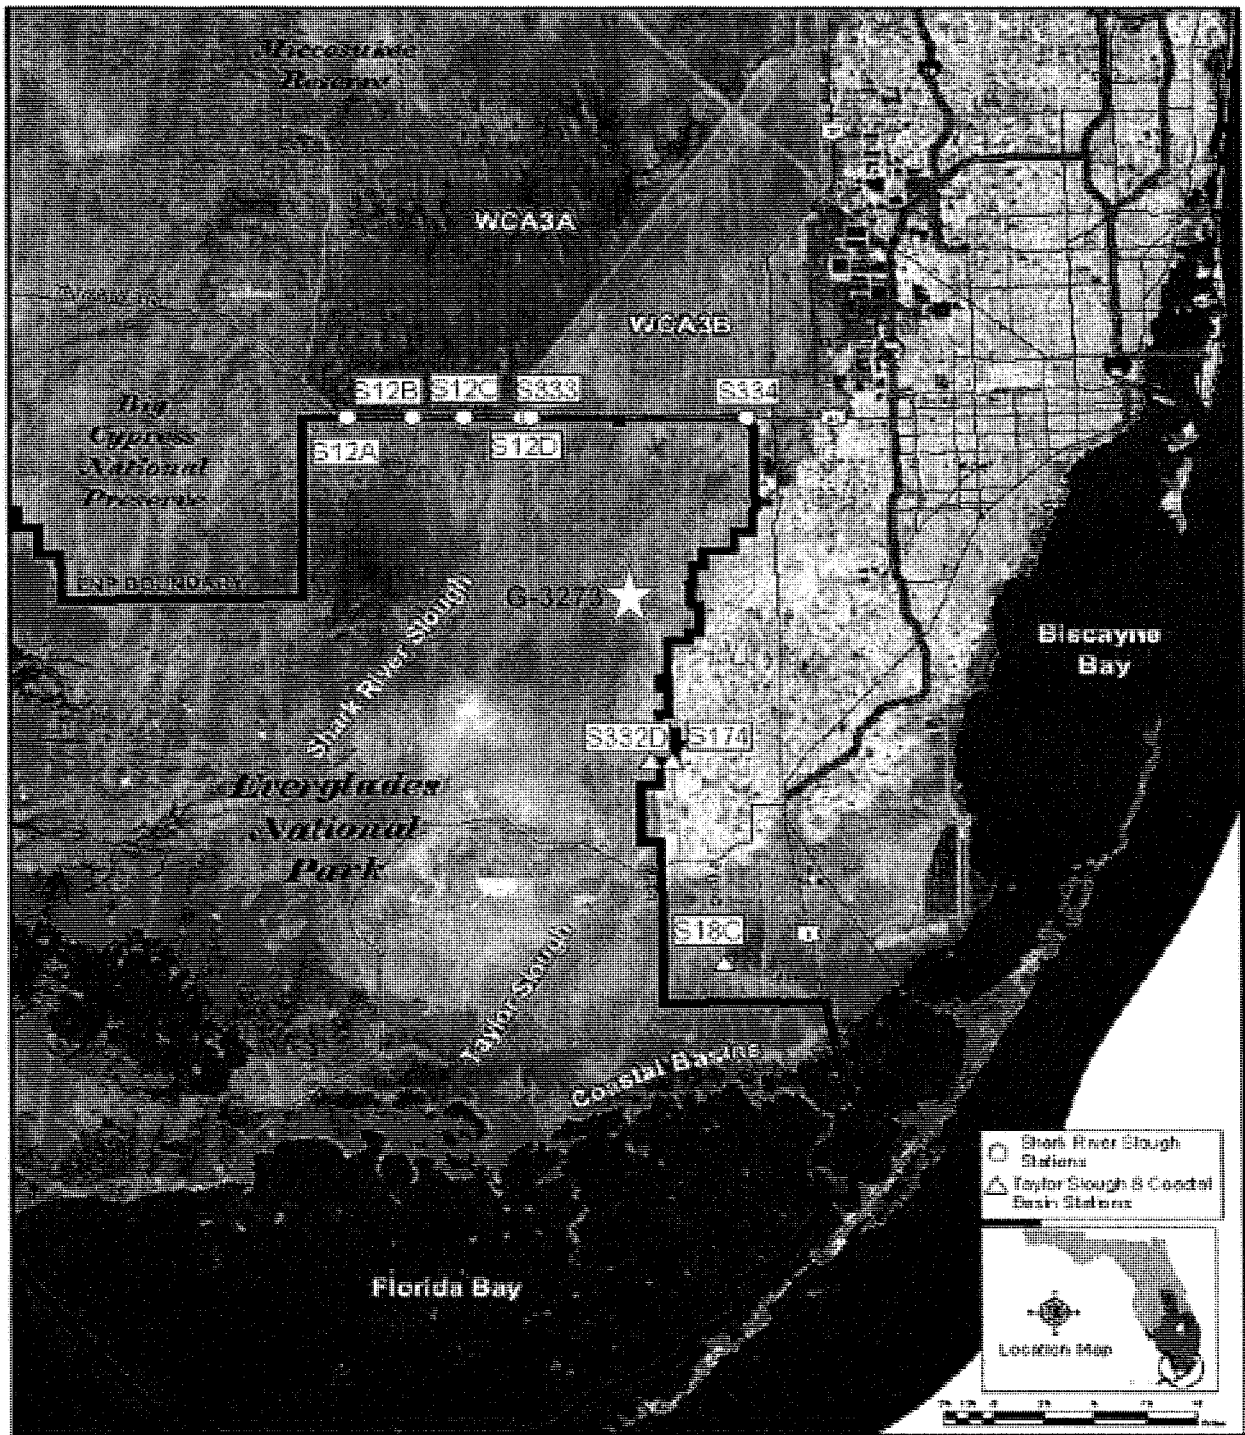 Miccosukee
Reserve
WCA3A
WCA3B
S12B
S12C
S333
S334
S12A
S12D
Big
Cypress
National
Preserve
ENP BOUNDARY
G-3273
Shark River Slough
Biscayne
Bay
S332D
S174
Everglades
National
Park
S18C
Taylor Slough
Coastal Basins
Shark River Slough
Stations
Taylor Slough & Coastal
Basin Stations
Florida Bay
Location Map